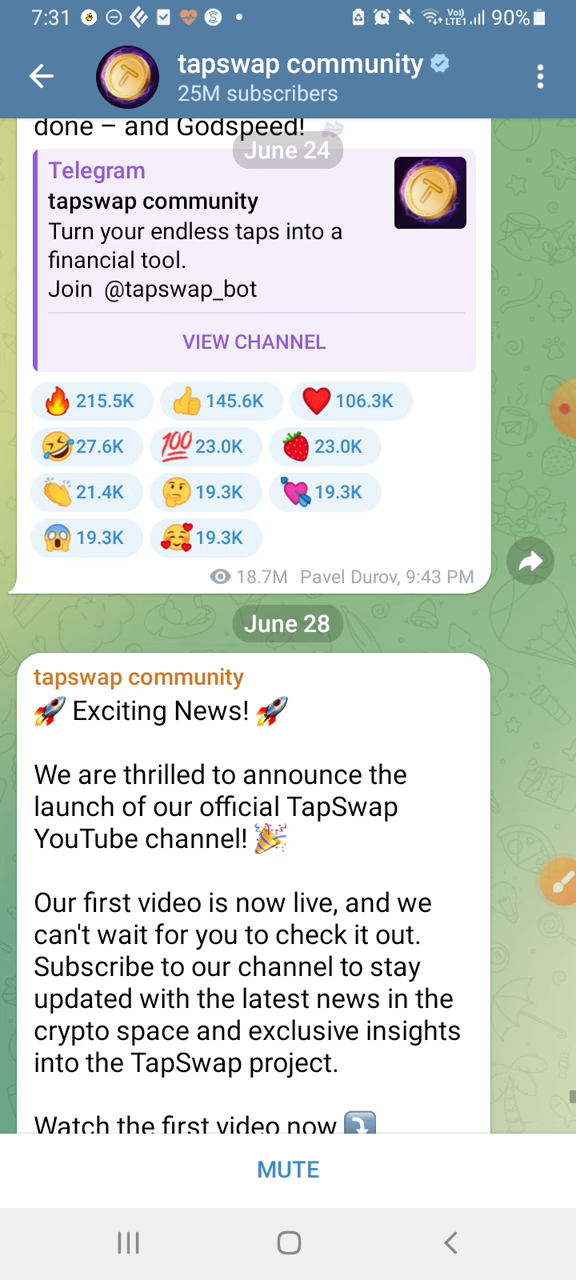 7:31
Vo))
LTE1
90%
tapswap community
25M subscribers
done – and Godspeed!
June 24
Telegram
tapswap community
Turn your endless taps into a
financial tool.
Join @tapswap_bot
VIEW CHANNEL
🔥 215.5K 👍 145.6K ❤️ 106.3K
🤣 27.6K 💯 23.0K 🍓 23.0K
👏 21.4K 🤔 19.3K 💘 19.3K
😱 19.3K 🥰 19.3K
18.7M Pavel Durov, 9:43 PM
June 28
tapswap community
🚀 Exciting News! 🚀
We are thrilled to announce the
launch of our official TapSwap
YouTube channel! 🎉
Our first video is now live, and we
can't wait for you to check it out.
Subscribe to our channel to stay
updated with the latest news in the
crypto space and exclusive insights
into the TapSwap project.
Watch the first video now ⤵️
MUTE